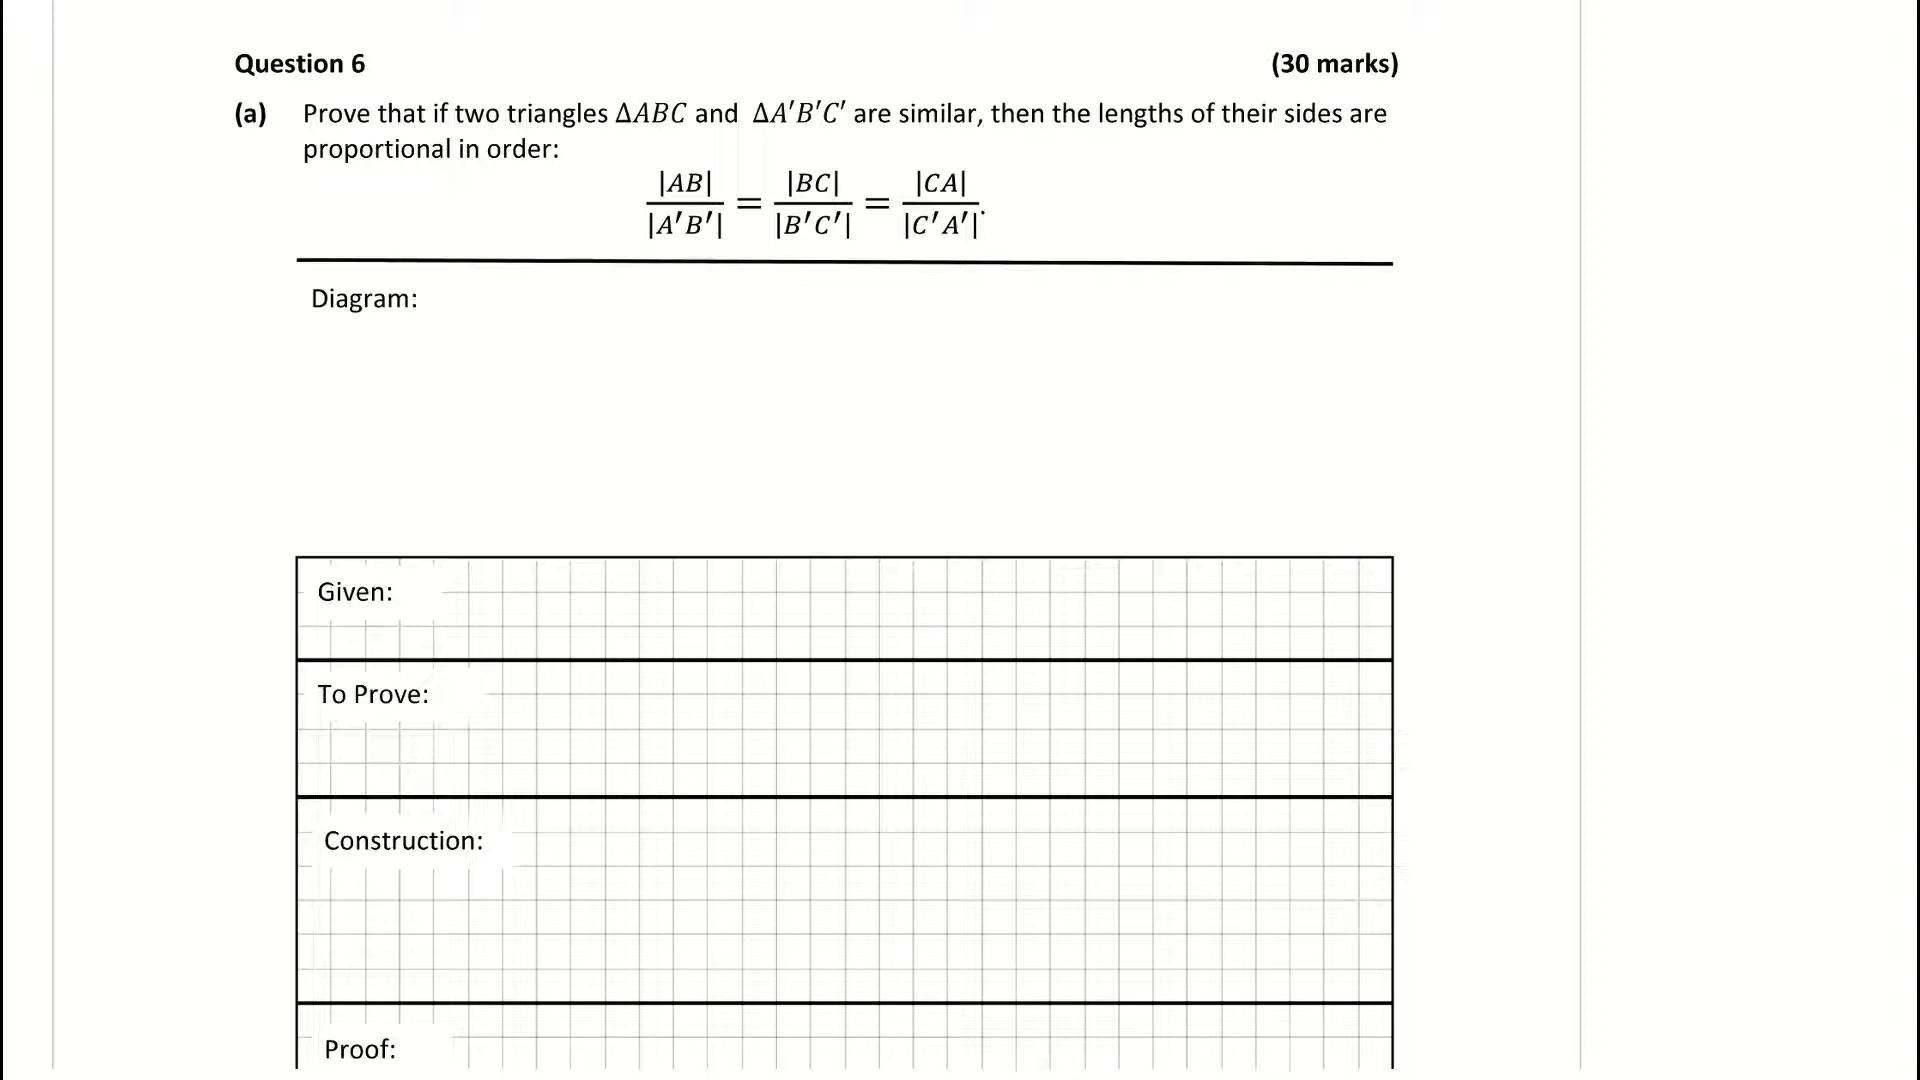 Question 6 (30 marks)
(a) Prove that if two triangles ΔABC and ΔA′B′C′ are similar, then the lengths of their sides are
proportional in order:
|AB| / |A′B′| = |BC| / |B′C′| = |CA| / |C′A′|.
Diagram:
Given:
To Prove:
Construction:
Proof: